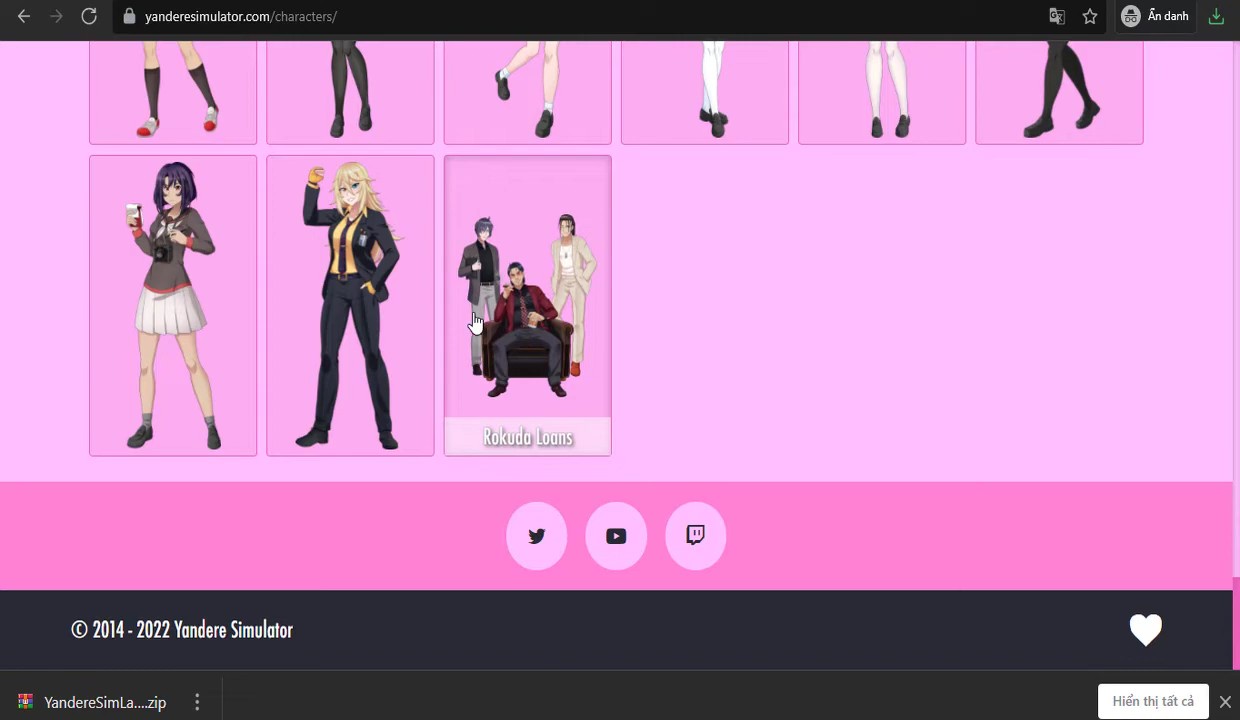 yanderesimulator.com/characters/
Ẩn danh
Rokuda Loans
© 2014 - 2022 Yandere Simulator
YandereSimLa....zip
Hiển thị tất cả